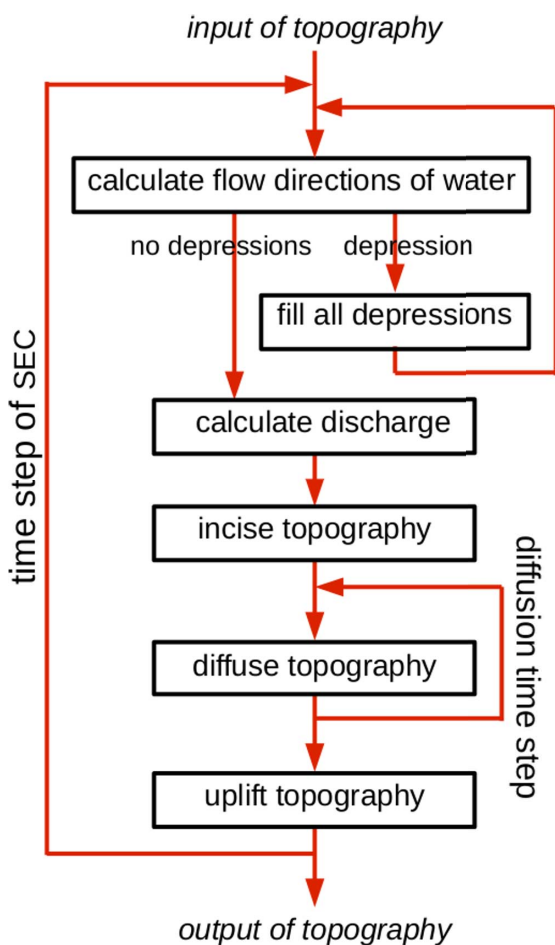 input of topography
calculate flow directions of water
no depressions
depression
fill all depressions
time step of SEC
calculate discharge
incise topography
diffusion time step
diffuse topography
uplift topography
output of topography